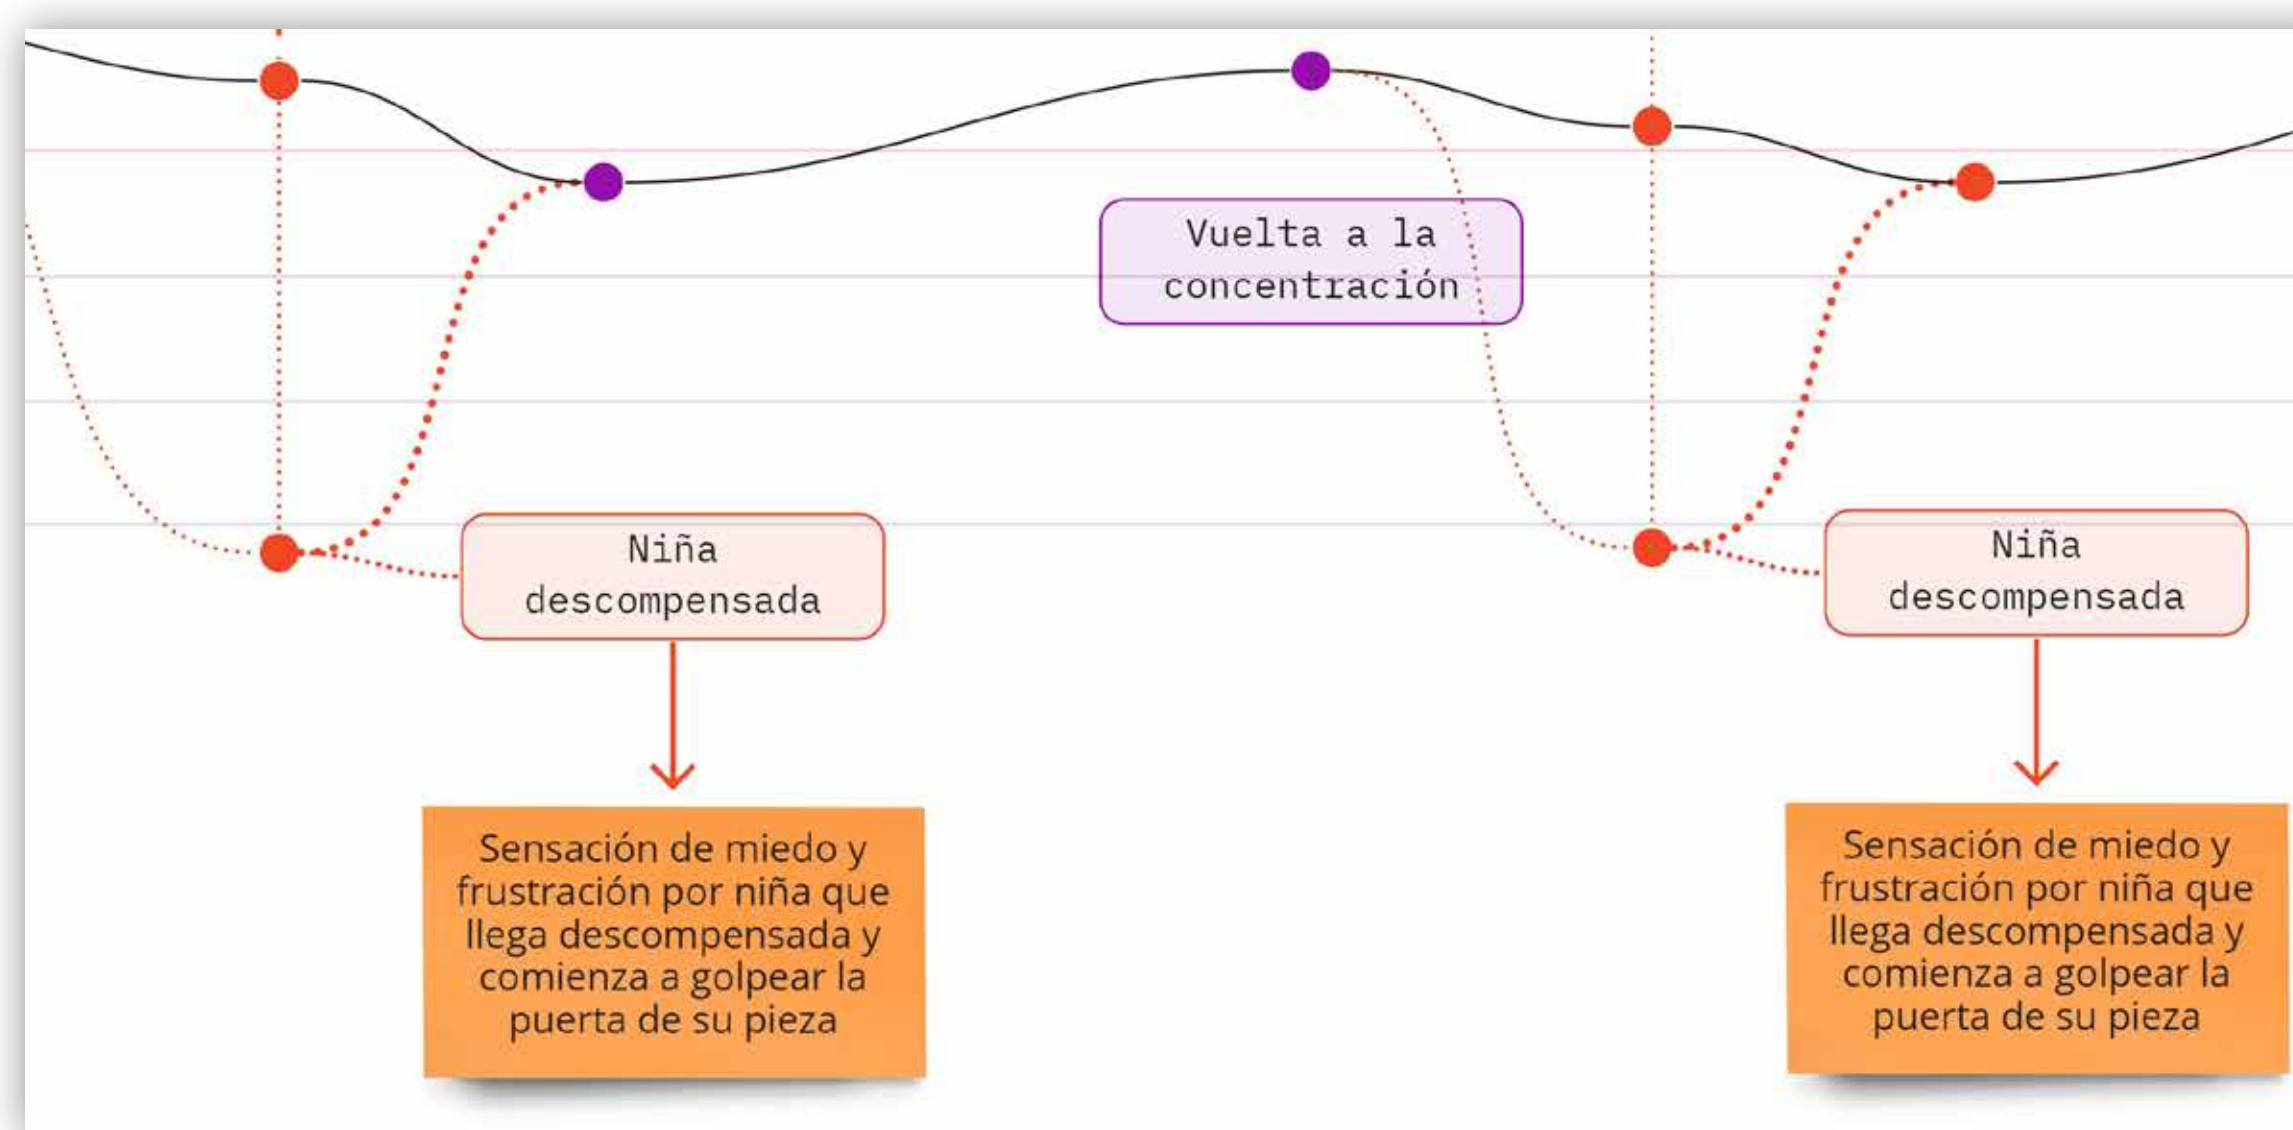 Vuelta a la
concentración
Niña
descompensada
Niña
descompensada
Sensación de miedo y
frustración por niña que
llega descompensada y
comienza a golpear la
puerta de su pieza
Sensación de miedo y
frustración por niña que
llega descompensada y
comienza a golpear la
puerta de su pieza